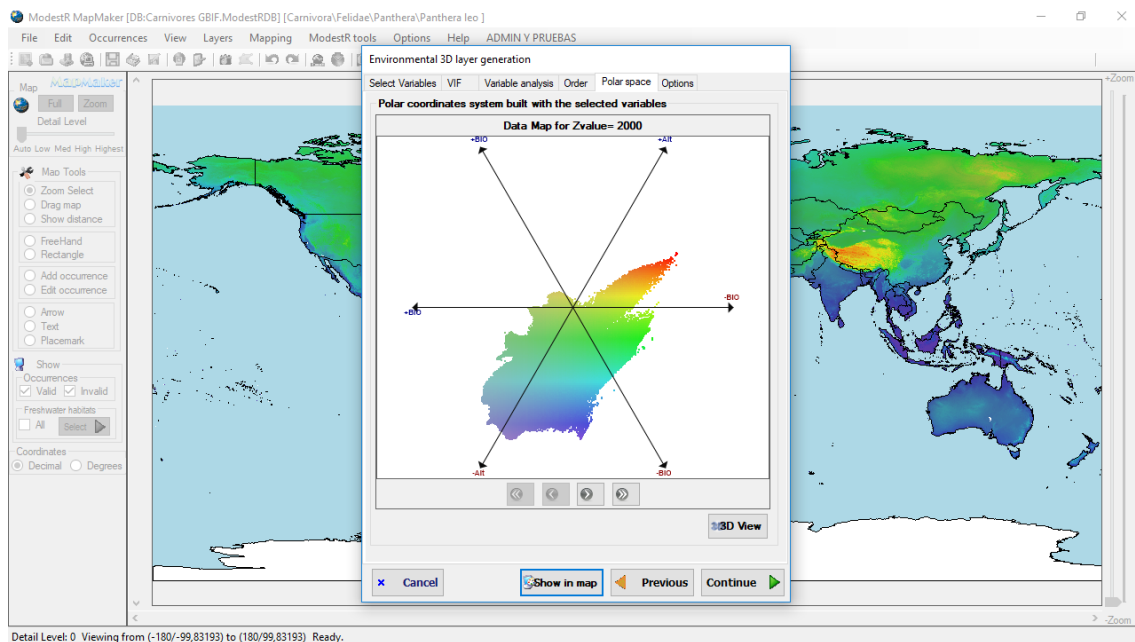 ModestR MapMaker [DB:Carnivores GBIF.ModestRDB] [Carnivora\Felidae\Panthera\Panthera leo ]
File Edit Occurrences View Layers Mapping ModestR tools Options Help ADMIN Y PRUEBAS
Map MapMaker
Full Zoom
Detail Level
Auto Low Med High Highest
Map Tools
Zoom Select
Drag map
Show distance
FreeHand
Rectangle
Add occurrence
Edit occurrence
Arrow
Text
Placemark
Show
Occurrences
Valid Invalid
Freshwater habitats
All Select
Coordinates
Decimal Degrees
Environmental 3D layer generation
Select Variables VIF Variable analysis Order Polar space Options
Polar coordinates system built with the selected variables
Data Map for Zvalue= 2000
+BIO +Alt
-BIO
+BIO
-Alt -BIO
3D View
Cancel Show in map Previous Continue
+Zoom
-Zoom
Detail Level: 0 Viewing from (-180/-99,83193) to (180/99,83193) Ready.